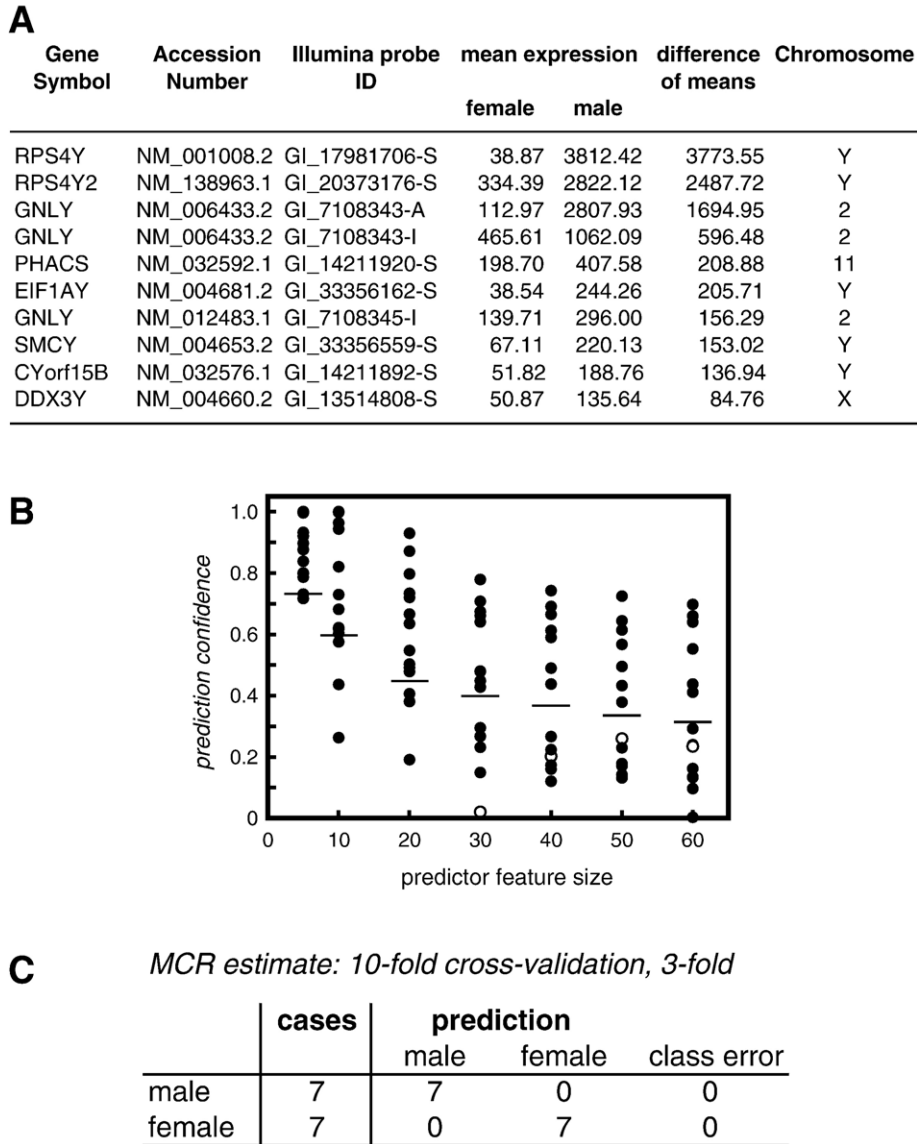 A
Gene Accession Illumina probe mean expression difference Chromosome
Symbol Number ID of means
female male
RPS4Y NM_001008.2 GI_17981706-S 38.87 3812.42 3773.55 Y
RPS4Y2 NM_138963.1 GI_20373176-S 334.39 2822.12 2487.72 Y
GNLY NM_006433.2 GI_7108343-A 112.97 2807.93 1694.95 2
GNLY NM_006433.2 GI_7108343-I 465.61 1062.09 596.48 2
PHACS NM_032592.1 GI_14211920-S 198.70 407.58 208.88 11
EIF1AY NM_004681.2 GI_33356162-S 38.54 244.26 205.71 Y
GNLY NM_012483.1 GI_7108345-I 139.71 296.00 156.29 2
SMCY NM_004653.2 GI_33356559-S 67.11 220.13 153.02 Y
CYorf15B NM_032576.1 GI_14211892-S 51.82 188.76 136.94 Y
DDX3Y NM_004660.2 GI_13514808-S 50.87 135.64 84.76 X
B
prediction confidence
1.0
0.8
0.6
0.4
0.2
0
0 10 20 30 40 50 60
predictor feature size
C
MCR estimate: 10-fold cross-validation, 3-fold
cases prediction
male female class error
male 7 7 0 0
female 7 0 7 0